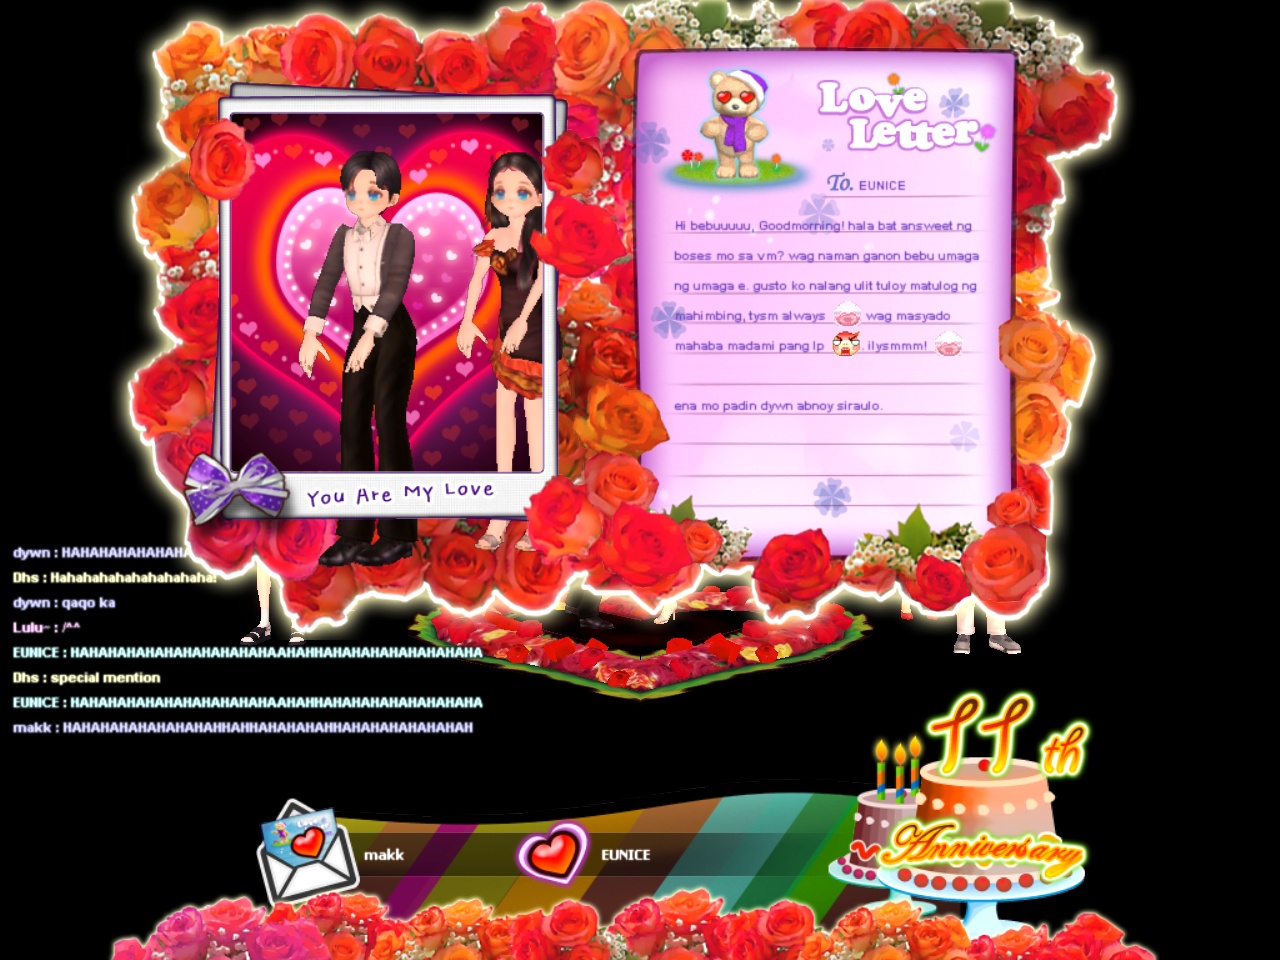 Love
Letter
To. EUNICE
Hi bebuuuuu, Goodmorning! hala bat answeet ng
boses mo sa vm? wag naman ganon bebu umaga
ng umaga e. gusto ko nalang ulit tuloy matulog ng
mahimbing, tysm always wag masyado
mahaba madami pang lp . ilysmmm!
ena mo padin dywn abnoy siraulo.
You Are My Love
dywn : HAHAHAHAHAHAHA
Dhs : Hahahahahahahahaha!
dywn : qaqo ka
Lulu~ : /^^
EUNICE : HAHAHAHAHAHAHAHAHAHAHAAHAHHAHAHAHAHAHAHAHAHA
Dhs : special mention
EUNICE : HAHAHAHAHAHAHAHAHAHAHAAHAHHAHAHAHAHAHAHAHAHA
makk : HAHAHAHAHAHAHAHAHHAHHAHAHAHAHHAHAHAHAHAHAHAH
11th
Anniversary
makk
EUNICE